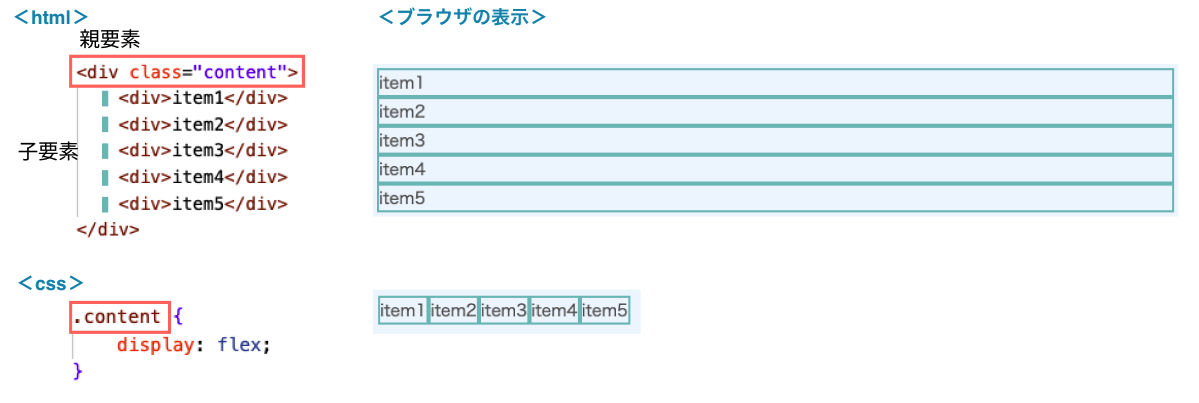 ＜html＞
親要素
<div class="content">
<div>item1</div>
<div>item2</div>
子要素
<div>item3</div>
<div>item4</div>
<div>item5</div>
</div>
＜ブラウザの表示＞
item1
item2
item3
item4
item5
＜css＞
.content {
display: flex;
}
item1 item2 item3 item4 item5